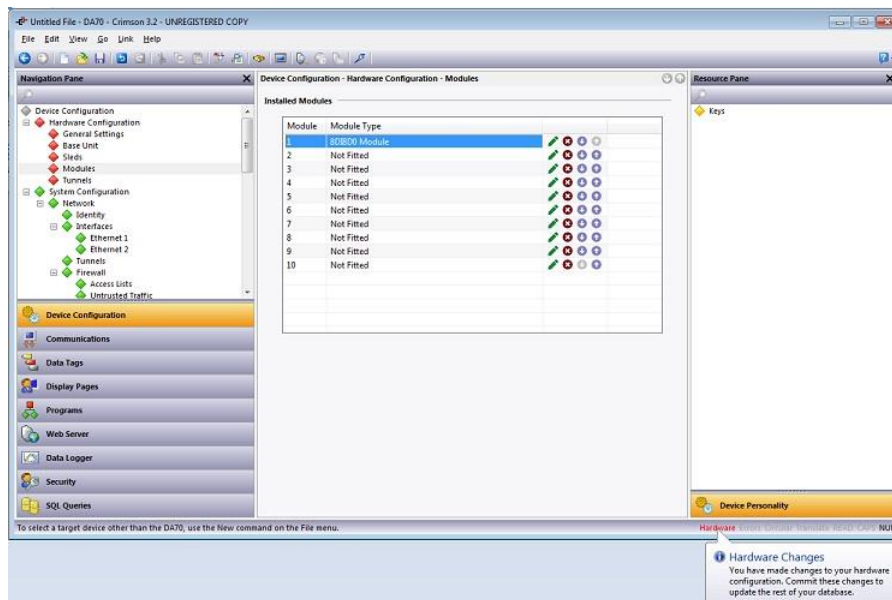 Untitled File - DA70 - Crimson 3.2 - UNREGISTERED COPY
File Edit View Go Link Help
Navigation Pane
Device Configuration
Hardware Configuration
General Settings
Base Unit
Sleds
Modules
Tunnels
System Configuration
Network
Identity
Interfaces
Ethernet 1
Ethernet 2
Tunnels
Firewall
Access Lists
Untrusted Traffic
Device Configuration
Communications
Data Tags
Display Pages
Programs
Web Server
Data Logger
Security
SQL Queries
Device Configuration - Hardware Configuration - Modules
Installed Modules
Module Module Type
1 8DI8DO Module
2 Not Fitted
3 Not Fitted
4 Not Fitted
5 Not Fitted
6 Not Fitted
7 Not Fitted
8 Not Fitted
9 Not Fitted
10 Not Fitted
Resource Pane
Keys
Device Personality
To select a target device other than the DA70, use the New command on the File menu.
Hardware Errors Circular Translate READ CAPS NUM
Hardware Changes
You have made changes to your hardware
configuration. Commit these changes to
update the rest of your database.